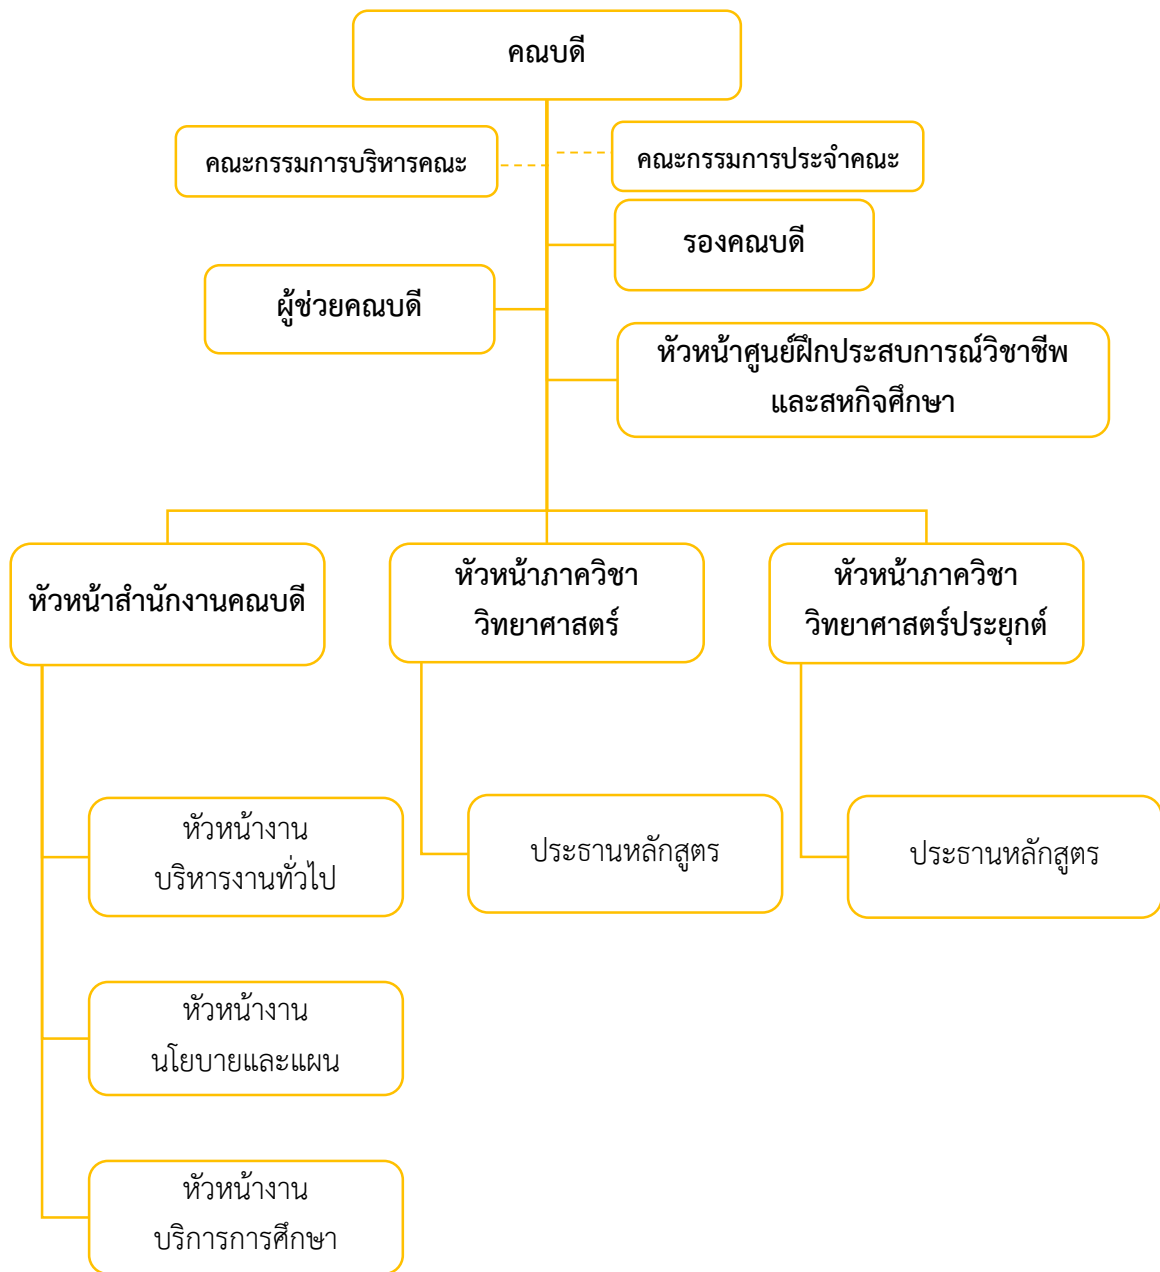 คณบดี
คณะกรรมการบริหารคณะ
คณะกรรมการประจำคณะ
รองคณบดี
ผู้ช่วยคณบดี
หัวหน้าศูนย์ฝึกประสบการณ์วิชาชีพ
และสหกิจศึกษา
หัวหน้าสำนักงานคณบดี
หัวหน้าภาควิชา
วิทยาศาสตร์
หัวหน้าภาควิชา
วิทยาศาสตร์ประยุกต์
หัวหน้างาน
บริหารงานทั่วไป
ประธานหลักสูตร
ประธานหลักสูตร
หัวหน้างาน
นโยบายและแผน
หัวหน้างาน
บริการการศึกษา